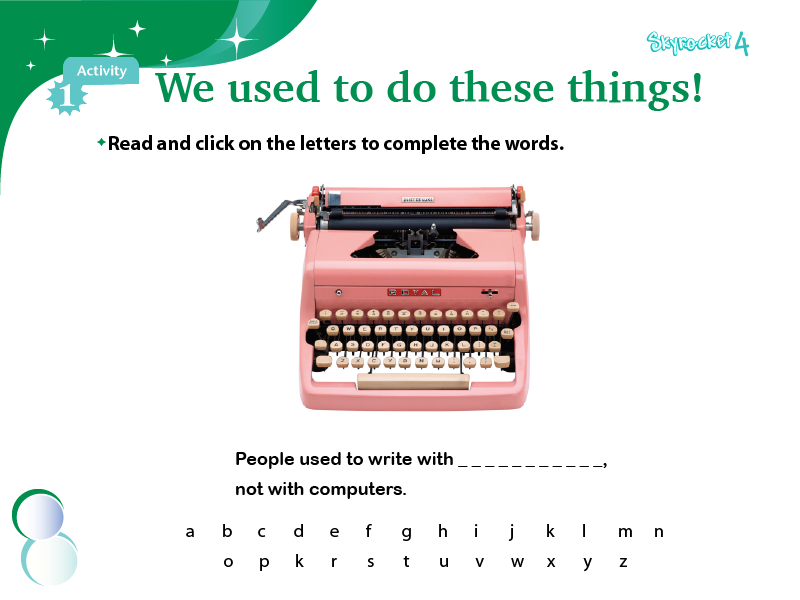 Skyrocket 4
Activity
1
We used to do these things!
Read and click on the letters to complete the words.
ROYAL
People used to write with _ _ _ _ _ _ _ _ _ _ _,
not with computers.
a b c d e f g h i j k l m n
o p k r s t u v w x y z